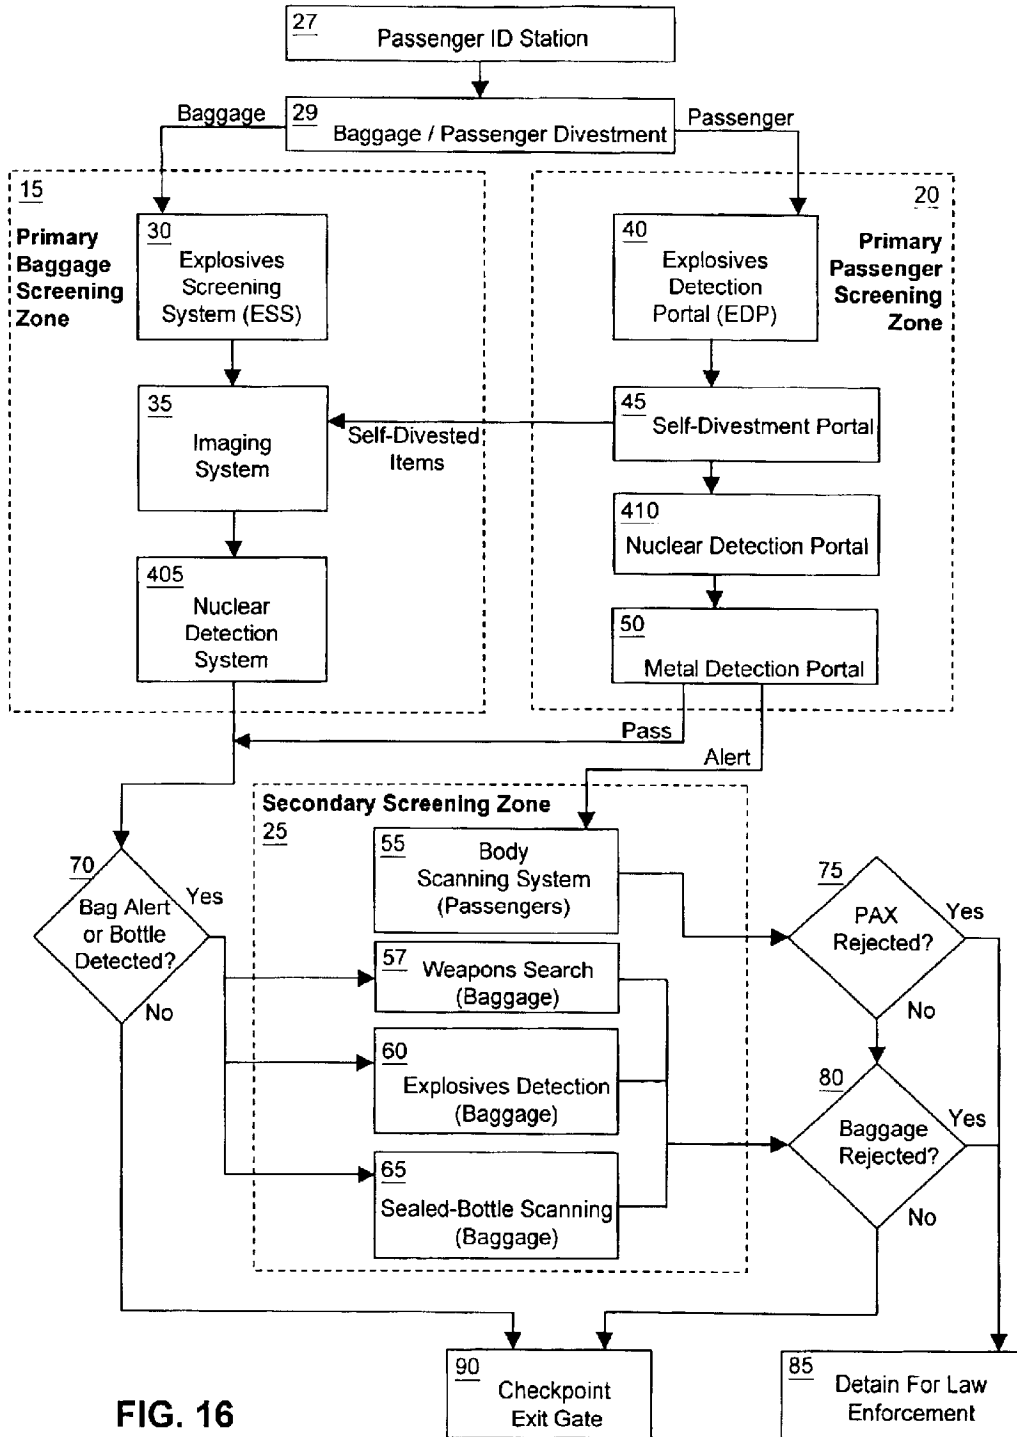 27
Passenger ID Station
Baggage
29
Baggage / Passenger Divestment
Passenger
15
Primary
Baggage
Screening
Zone
30
Explosives
Screening
System (ESS)
35
Imaging
System
405
Nuclear
Detection
System
20
Primary
Passenger
Screening
Zone
40
Explosives
Detection
Portal (EDP)
45
Self-Divestment Portal
Self-Divested
Items
410
Nuclear Detection Portal
50
Metal Detection Portal
Pass
Alert
Secondary Screening Zone
25
55
Body
Scanning System
(Passengers)
57
Weapons Search
(Baggage)
60
Explosives Detection
(Baggage)
65
Sealed-Bottle Scanning
(Baggage)
70
Bag Alert
or Bottle
Detected?
Yes
No
75
PAX
Rejected?
Yes
No
80
Baggage
Rejected?
Yes
No
90
Checkpoint
Exit Gate
85
Detain For Law
Enforcement
FIG. 16